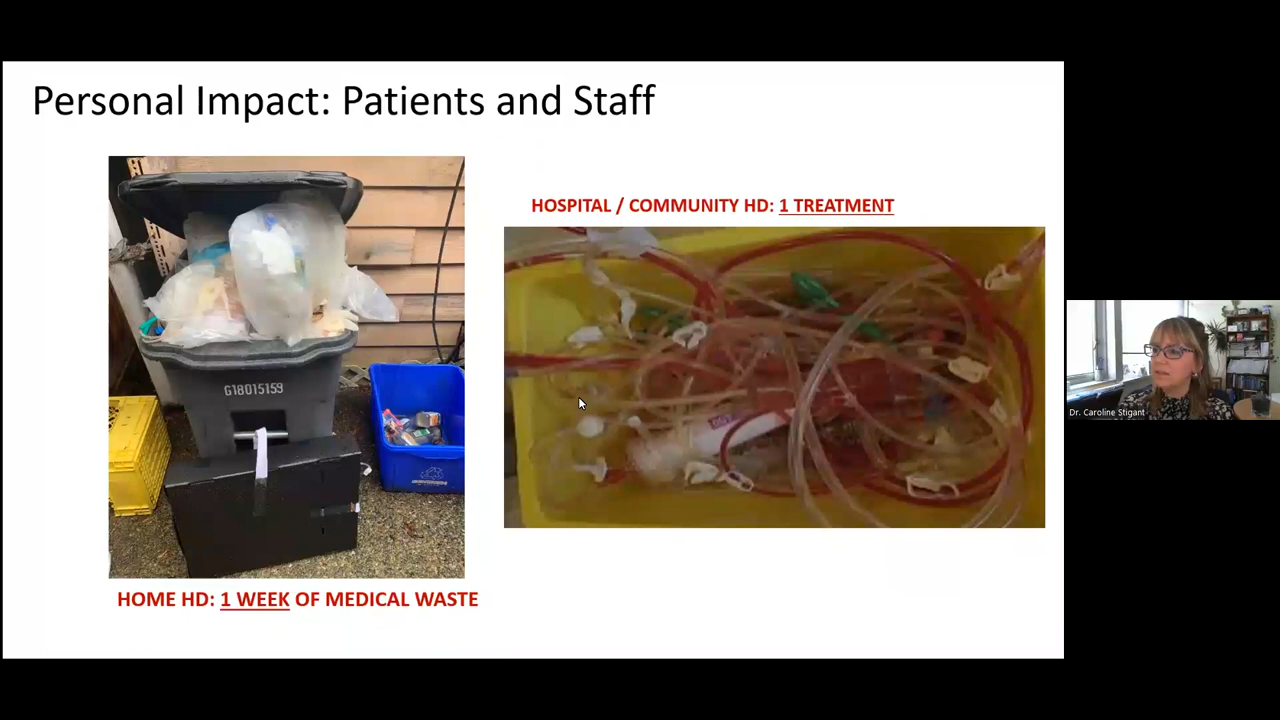 Personal Impact: Patients and Staff
HOSPITAL / COMMUNITY HD: 1 TREATMENT
G18015159
Dr. Caroline Stigant
HOME HD: 1 WEEK OF MEDICAL WASTE